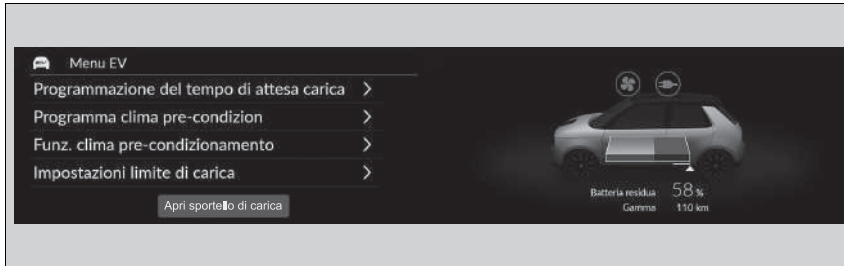 Menu EV
Programmazione del tempo di attesa carica
Programma clima pre-condizion
Funz. clima pre-condizionamento
Impostazioni limite di carica
Apri sportello di carica
Batteria residua 58 %
Gamma 110 km